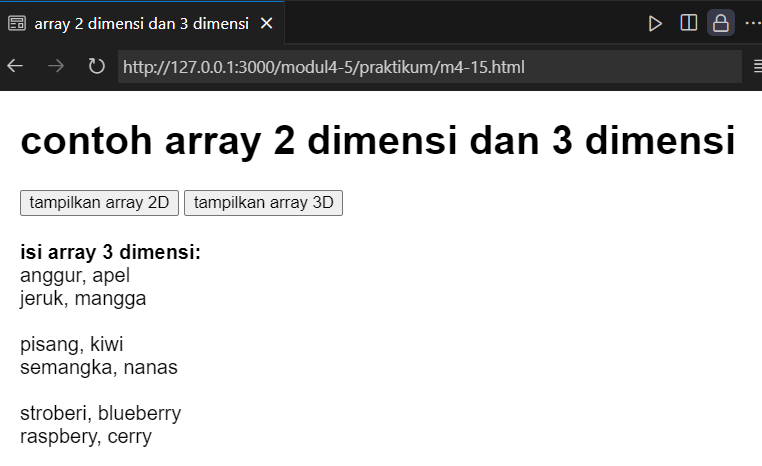 array 2 dimensi dan 3 dimensi
http://127.0.0.1:3000/modul4-5/praktikum/m4-15.html
contoh array 2 dimensi dan 3 dimensi
tampilkan array 2D tampilkan array 3D
isi array 3 dimensi:
anggur, apel
jeruk, mangga
pisang, kiwi
semangka, nanas
stroberi, blueberry
raspbery, cerry